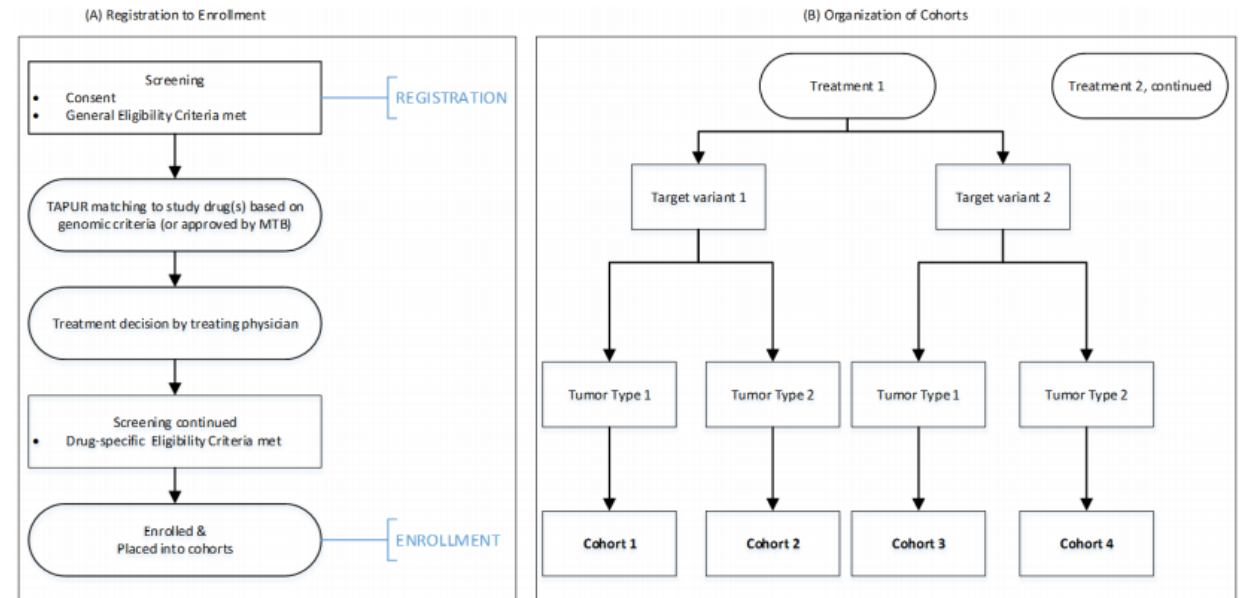 (A) Registration to Enrollment
Screening
• Consent
• General Eligibility Criteria met
REGISTRATION
TAPUR matching to study drug(s) based on
genomic criteria (or approved by MTB)
Treatment decision by treating physician
Screening continued
• Drug-specific Eligibility Criteria met
Enrolled &
Placed into cohorts
ENROLLMENT
(B) Organization of Cohorts
Treatment 1
Treatment 2, continued
Target variant 1
Target variant 2
Tumor Type 1
Tumor Type 2
Tumor Type 1
Tumor Type 2
Cohort 1
Cohort 2
Cohort 3
Cohort 4